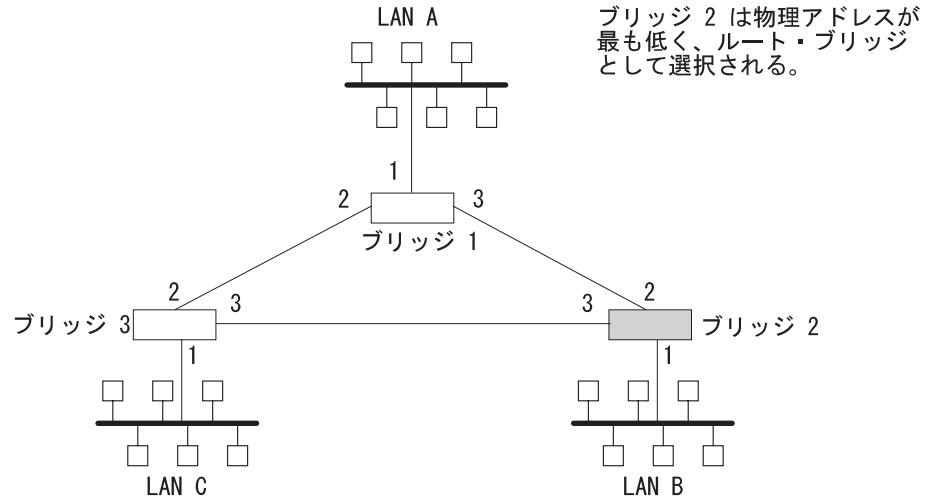 LAN A
ブリッジ 2 は物理アドレスが
最も低く、ルート・ブリッジ
として選択される。
1
2
3
ブリッジ 1
2
3
3
2
ブリッジ 3
ブリッジ 2
1
1
LAN C
LAN B